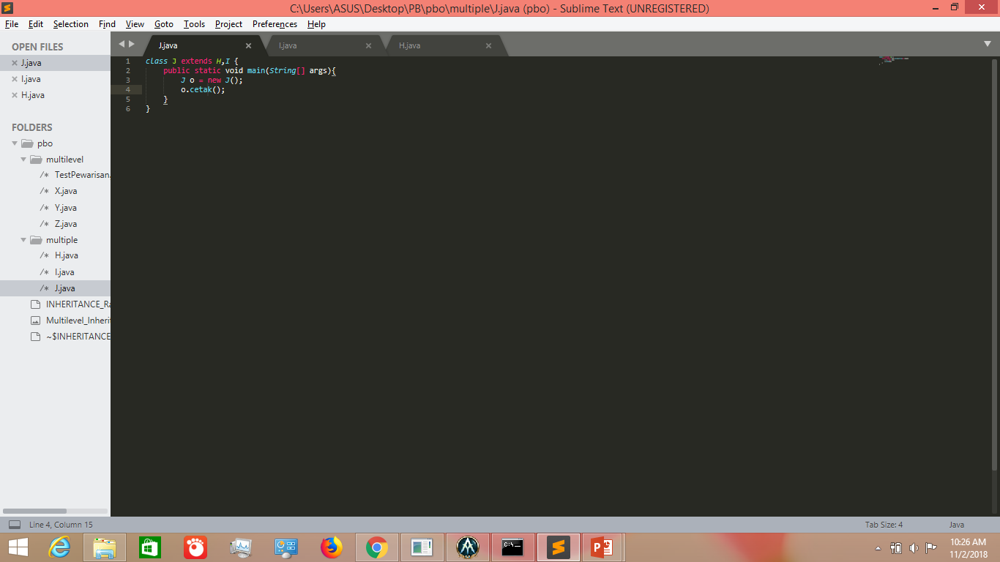 C:\Users\ASUS\Desktop\PB\pbo\multiple\J.java (pbo) - Sublime Text (UNREGISTERED)
File Edit Selection Find View Goto Tools Project Preferences Help
OPEN FILES
J.java
I.java
H.java
FOLDERS
pbo
multilevel
/* TestPewarisan.
/* X.java
/* Y.java
/* Z.java
multiple
/* H.java
/* I.java
/* J.java
INHERITANCE_Ra
Multilevel_Inherit
~$INHERITANCE
J.java I.java H.java
1 class J extends H,I {
2 public static void main(String[] args){
3 J o = new J();
4 o.cetak();
5 }
6 }
Line 4, Column 15 Tab Size: 4 Java
10:26 AM
11/2/2018